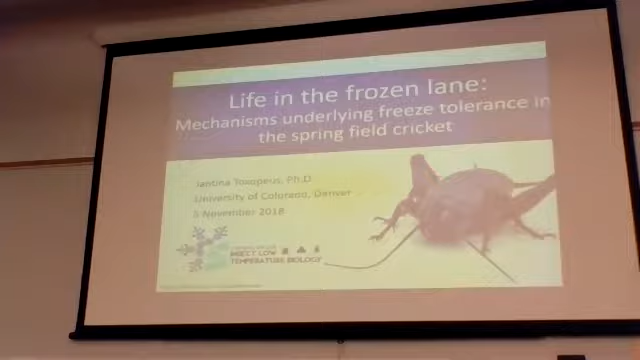 Life in the frozen lane:
Mechanisms underlying freeze tolerance in
the spring field cricket
Jantina Toxopeus, Ph.D
University of Colorado, Denver
5 November 2018
INSECT LOW
TEMPERATURE BIOLOGY